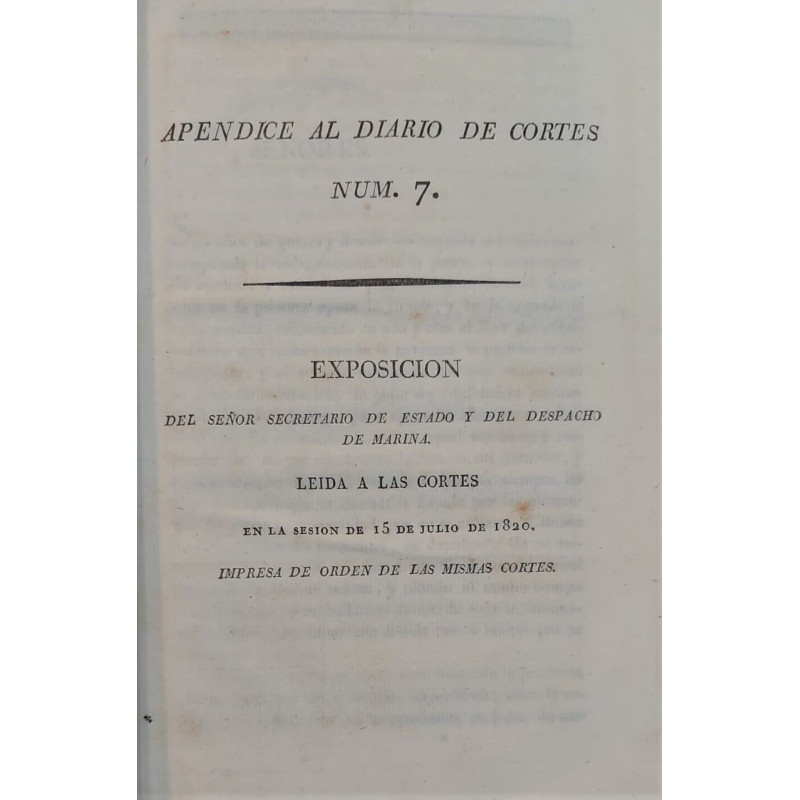 APENDICE AL DIARIO DE CORTES
NUM. 7.
EXPOSICION
DEL SEÑOR SECRETARIO DE ESTADO Y DEL DESPACHO
DE MARINA.
LEIDA A LAS CORTES
EN LA SESION DE 15 DE JULIO DE 1820.
IMPRESA DE ORDEN DE LAS MISMAS CORTES.